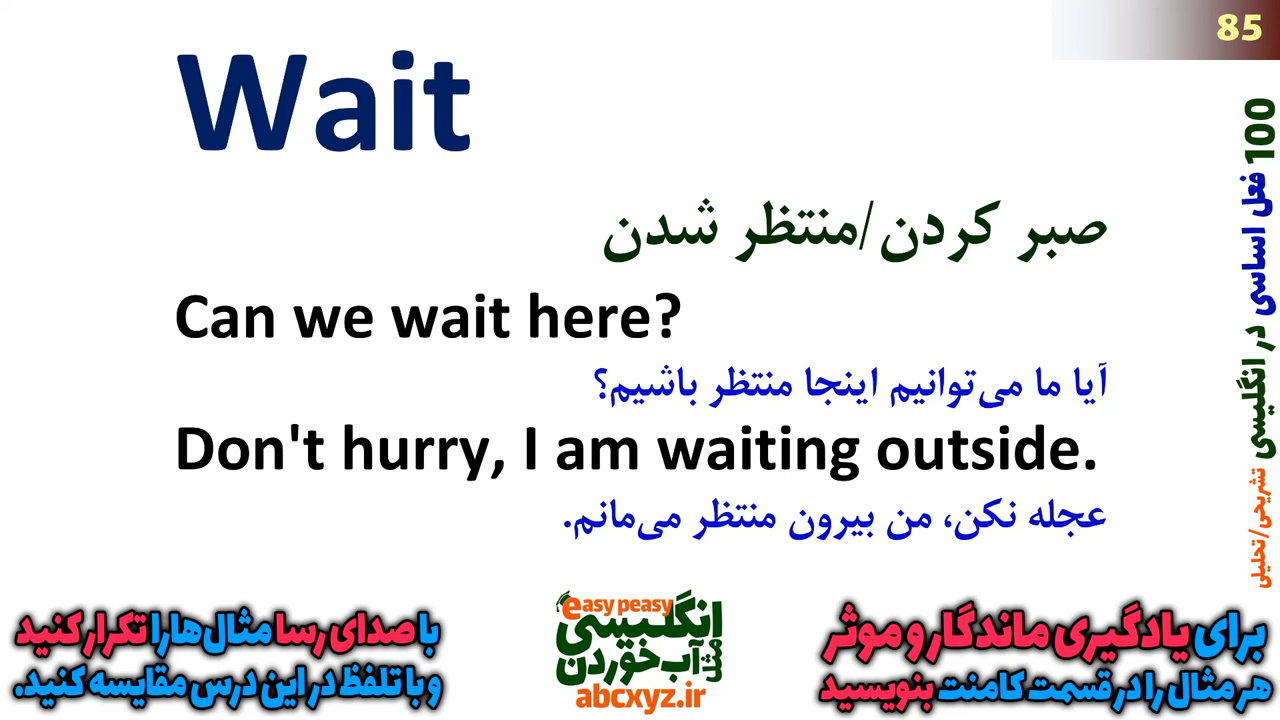 85
Wait
صبر کردن/منتظر شدن
Can we wait here?
آیا ما می‌توانیم اینجا منتظر باشیم؟
Don't hurry, I am waiting outside.
عجله نکن، من بیرون منتظر می‌مانم.
100 فعل اساسی در انگلیسی تشریحی/تحلیلی
برای یادگیری ماندگار و موثر
هر مثال را در قسمت کامنت بنویسید
easy peasy
انگلیسی
مثل آب خوردن
abcxyz.ir
با صدای رسا مثال‌ها را تکرار کنید
و با تلفظ در این درس مقایسه کنید.